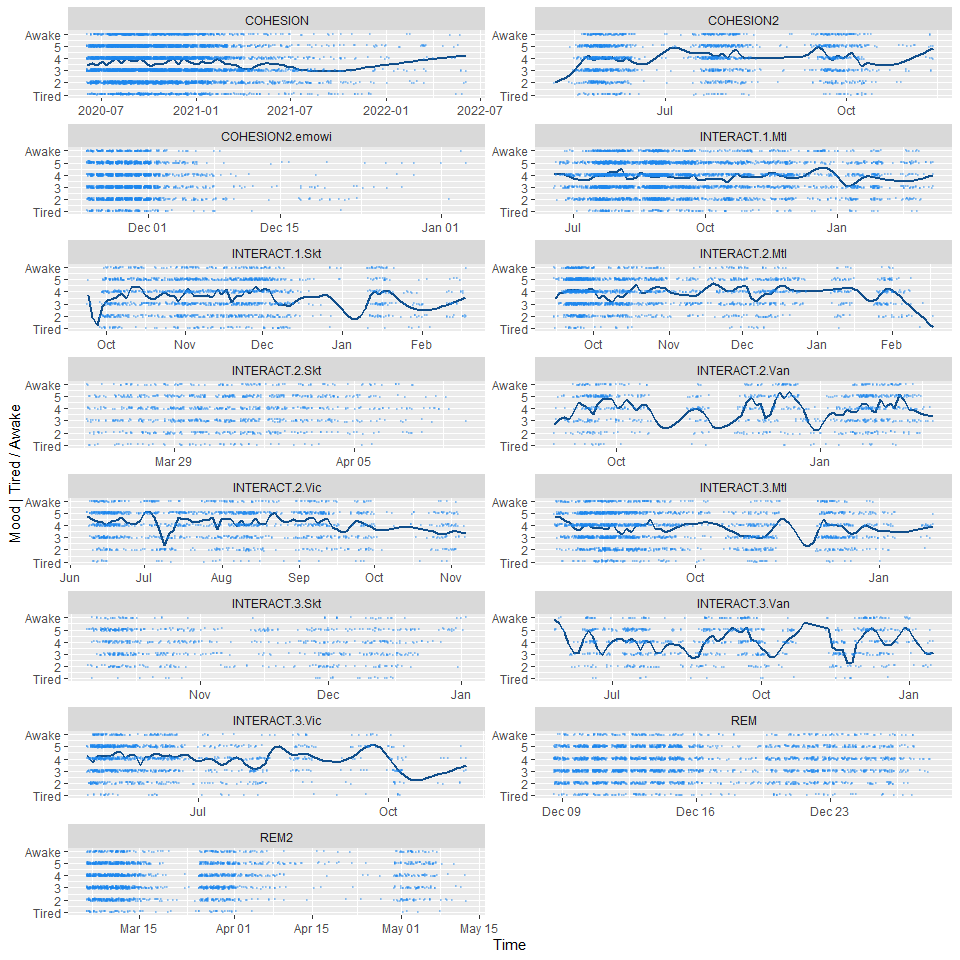 COHESION
COHESION2
Awake
5
4
3
2
Tired
2020-07 2021-01 2021-07 2022-01 2022-07
Awake
5
4
3
2
Tired
Jul Oct
COHESION2.emowi
INTERACT.1.Mtl
Awake
5
4
3
2
Tired
Dec 01 Dec 15 Jan 01
Awake
5
4
3
2
Tired
Jul Oct Jan
INTERACT.1.Skt
INTERACT.2.Mtl
Awake
5
4
3
2
Tired
Oct Nov Dec Jan Feb
Awake
5
4
3
2
Tired
Oct Nov Dec Jan Feb
INTERACT.2.Skt
INTERACT.2.Van
Awake
5
4
3
2
Tired
Mar 29 Apr 05
Awake
5
4
3
2
Tired
Oct Jan
INTERACT.2.Vic
INTERACT.3.Mtl
Awake
5
4
3
2
Tired
Jun Jul Aug Sep Oct Nov
Awake
5
4
3
2
Tired
Oct Jan
INTERACT.3.Skt
INTERACT.3.Van
Awake
5
4
3
2
Tired
Nov Dec Jan
Awake
5
4
3
2
Tired
Jul Oct Jan
INTERACT.3.Vic
REM
Awake
5
4
3
2
Tired
Jul Oct
Awake
5
4
3
2
Tired
Dec 09 Dec 16 Dec 23
REM2
Awake
5
4
3
2
Tired
Mar 15 Apr 01 Apr 15 May 01 May 15
Mood | Tired / Awake
Time